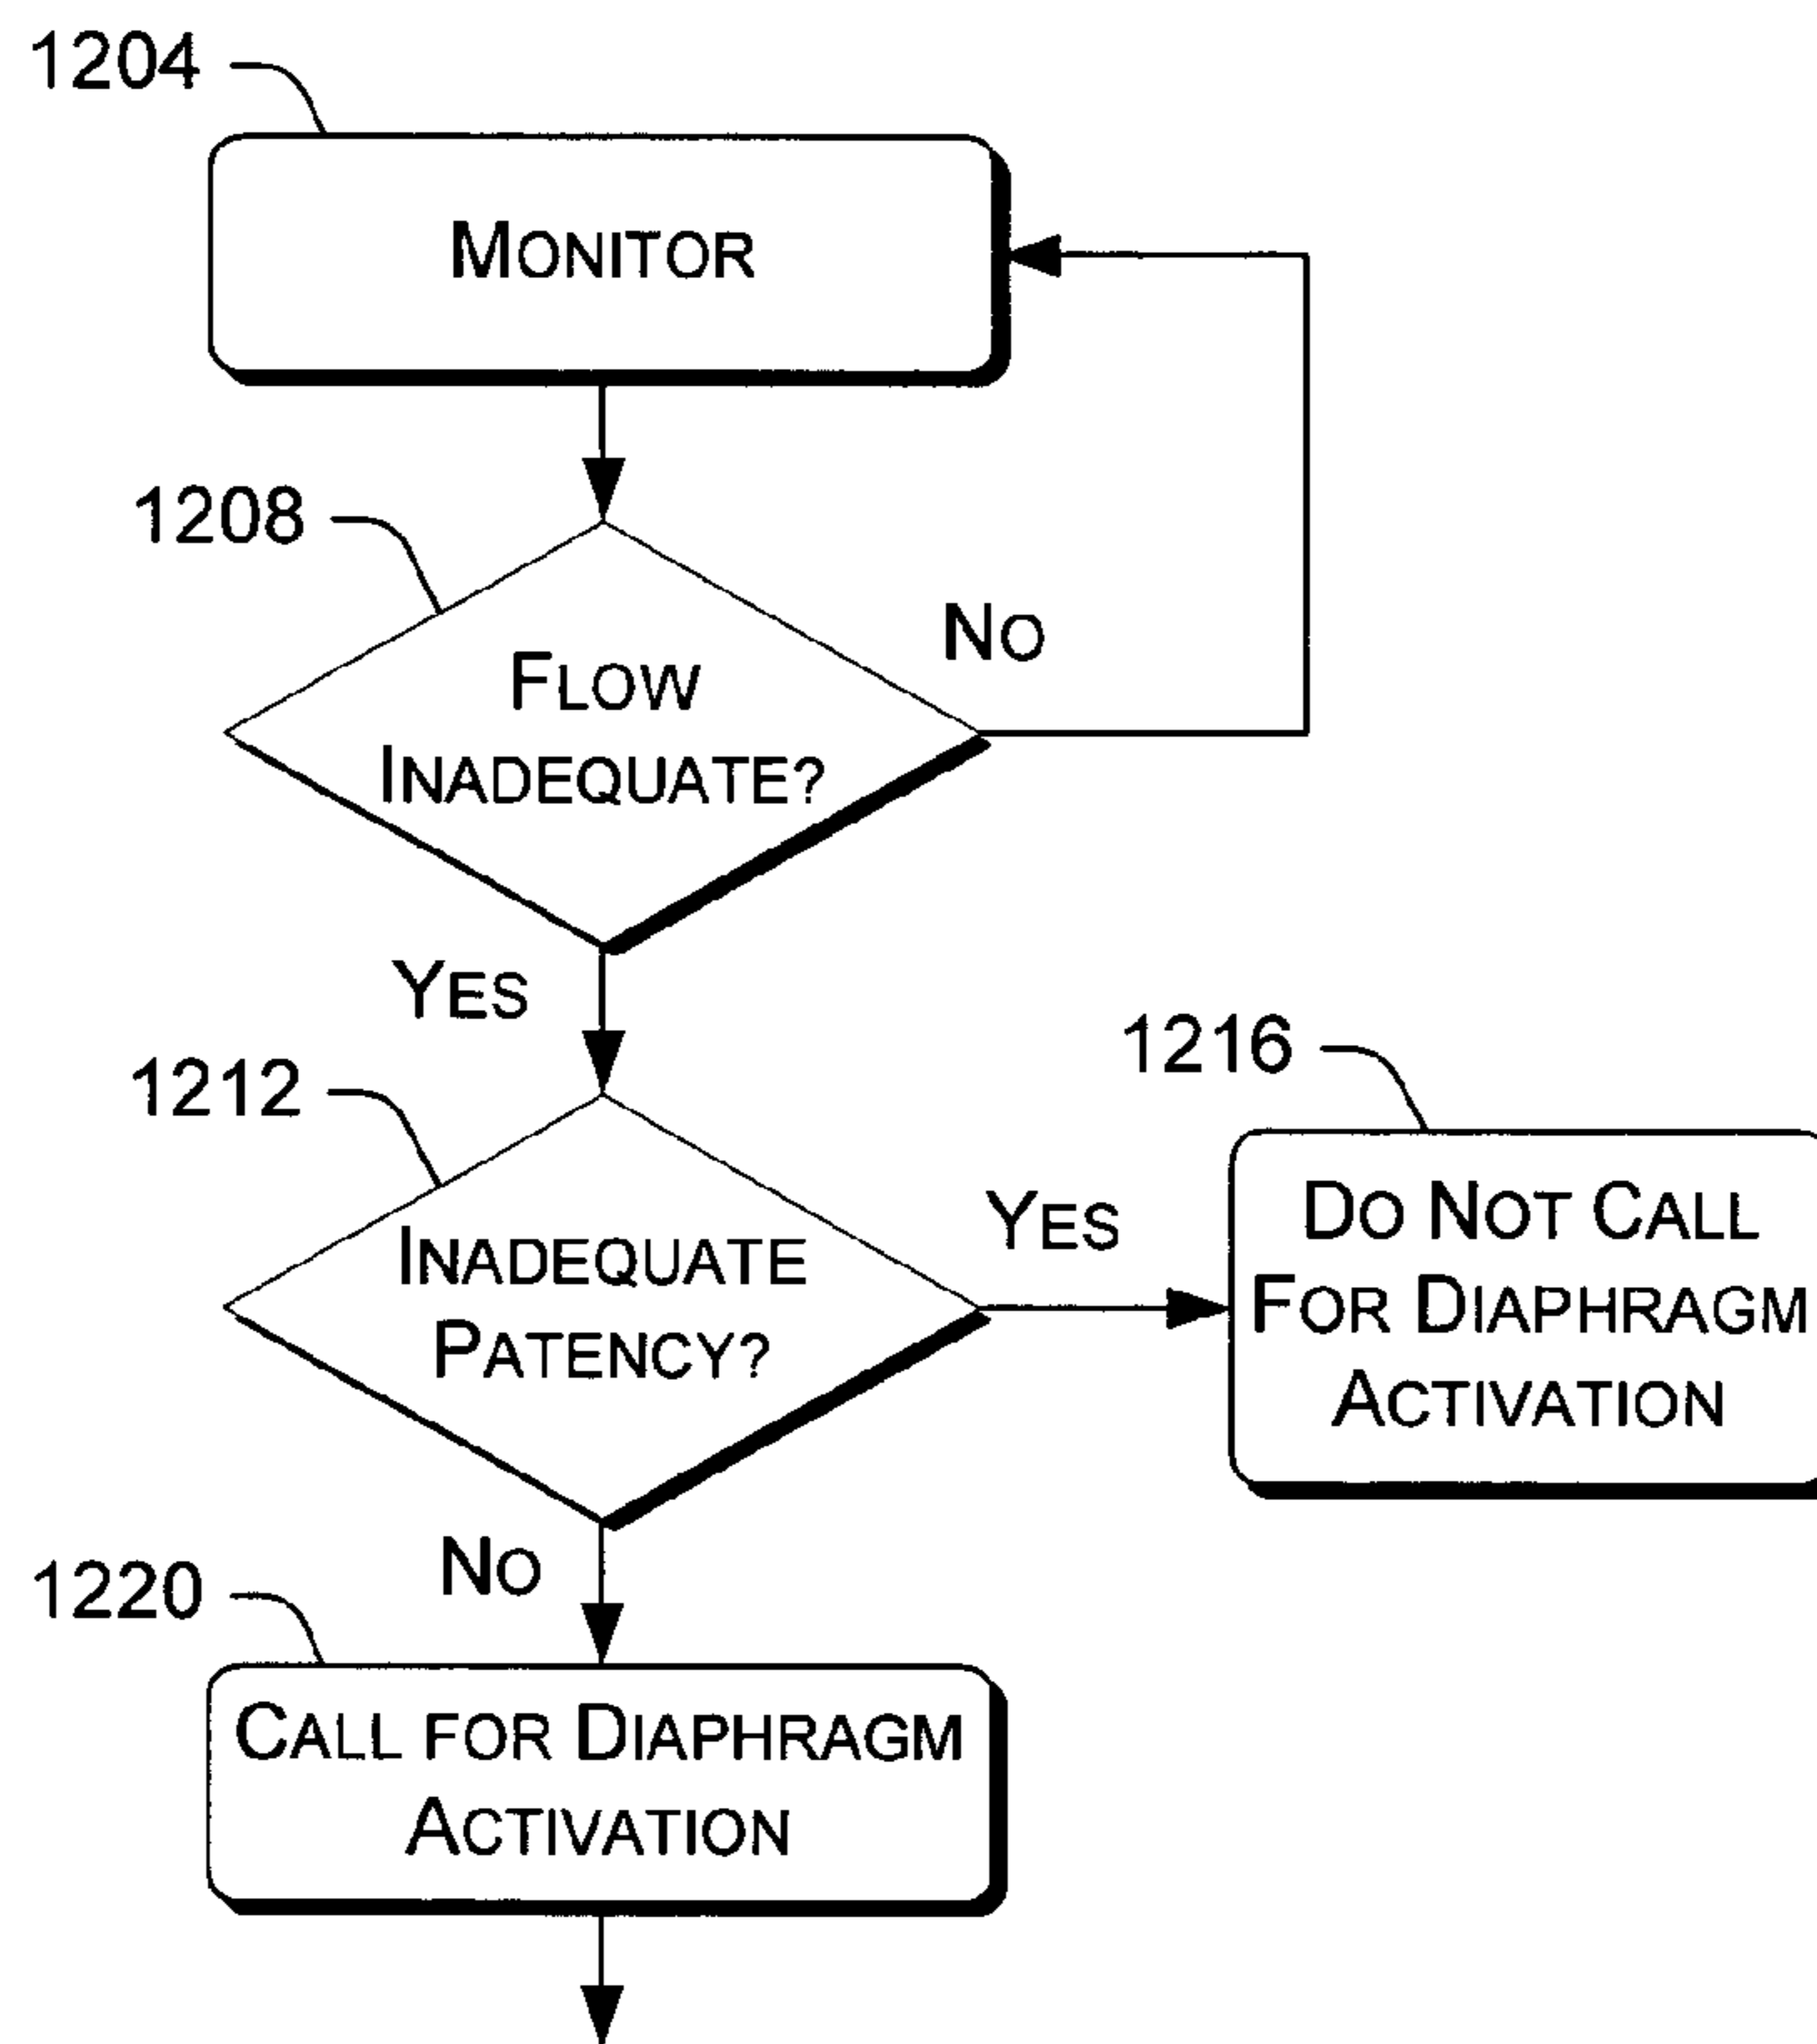 1204
MONITOR
1208
FLOW
INADEQUATE?
NO
YES
1212
INADEQUATE
PATENCY?
YES
1216
DO NOT CALL
FOR DIAPHRAGM
ACTIVATION
NO
1220
CALL FOR DIAPHRAGM
ACTIVATION